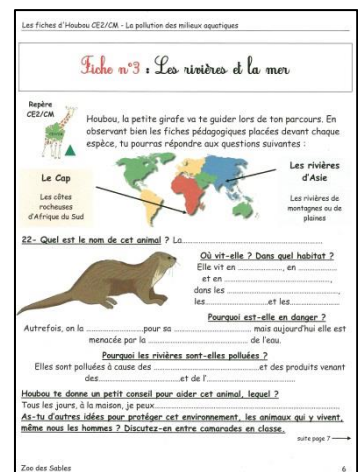 Les fiches d'Houbou CE2/CM - La pollution des milieux aquatiques
Fiche n°3 : Les rivières et la mer
Repère
CE2/CM
Houbou, la petite girafe va te guider lors de ton parcours. En
observant bien les fiches pédagogiques placées devant chaque
espèce, tu pourras répondre aux questions suivantes :
Le Cap
Les côtes
rocheuses
d'Afrique du Sud
Les rivières
d'Asie
Les rivières de
montagnes ou de
plaines
22- Quel est le nom de cet animal ? La..............................
Où vit-elle ? Dans quel habitat ?
Elle vit en ................, en ................
et en ..............................,
dans les ..............................,
les....................et les....................
Pourquoi est-elle en danger ?
Autrefois, on la ....................pour sa .................... mais aujourd'hui elle est
menacée par la .................... de l'eau.
Pourquoi les rivières sont-elles polluées ?
Elles sont polluées à cause des ..............................et des produits venant
des....................et de l'....................
Houbou te donne un petit conseil pour aider cet animal, lequel ?
Tous les jours, à la maison, je peux..............................
As-tu d'autres idées pour protéger cet environnement, les animaux qui y vivent,
même nous les hommes ? Discutez-en entre camarades en classe.
suite page 7
Zoo des Sables
6